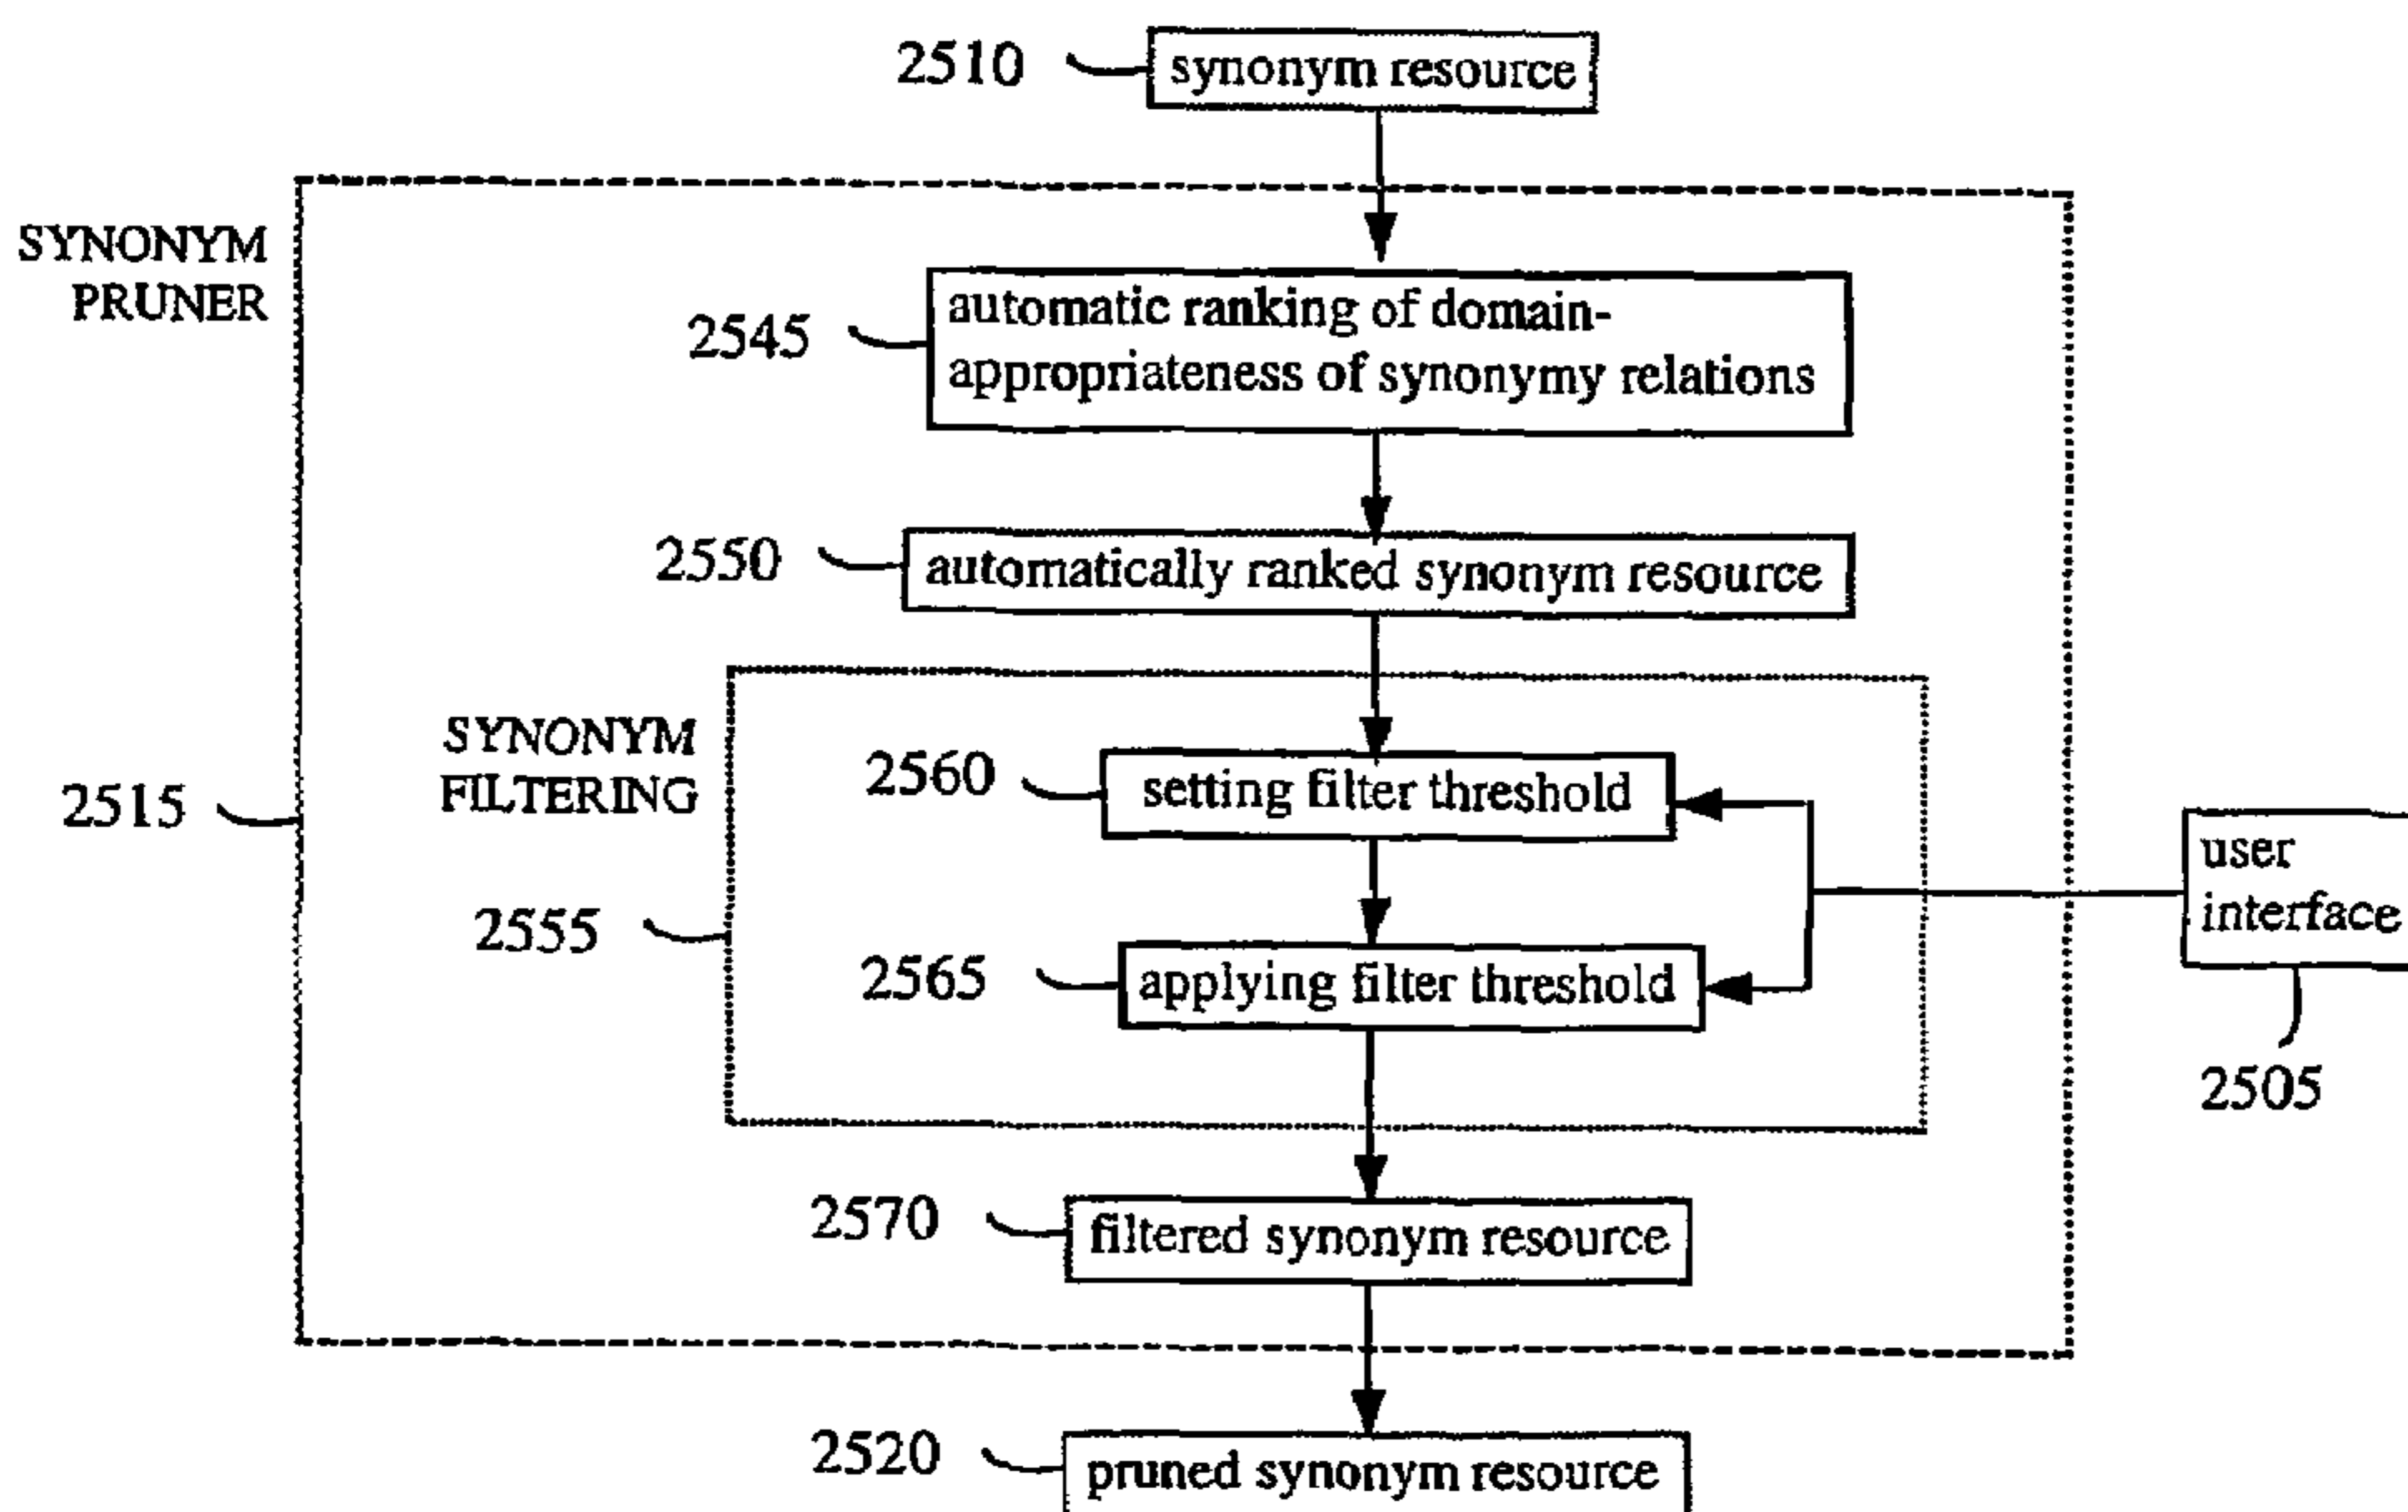 2510
synonym resource
SYNONYM
PRUNER
2545
automatic ranking of domain-
appropriateness of synonymy relations
2550
automatically ranked synonym resource
SYNONYM
FILTERING
2560
setting filter threshold
2515
user
interface
2555
2565
applying filter threshold
2505
2570
filtered synonym resource
2520
pruned synonym resource